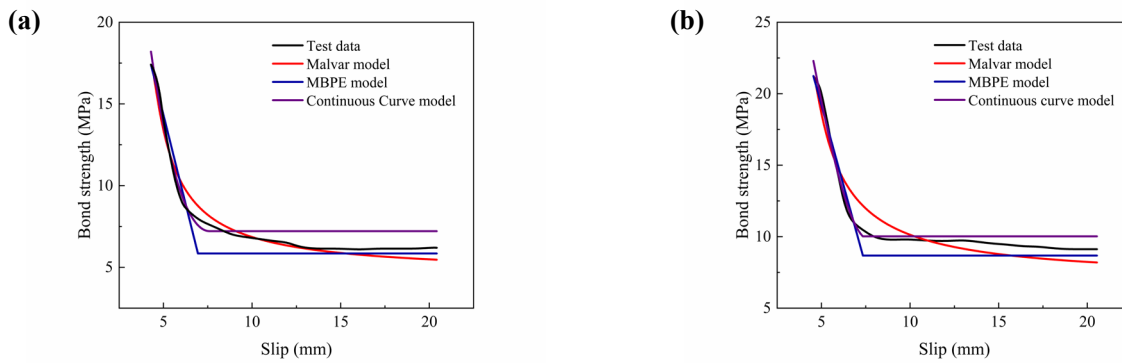 (a)
20
15
10
5
Bond strength (MPa)
Test data
Malvar model
MBPE model
Continuous Curve model
5
10
15
20
Slip (mm)
(b)
25
20
15
10
5
Bond strength (MPa)
Test data
Malvar model
MBPE model
Continuous curve model
5
10
15
20
Slip (mm)